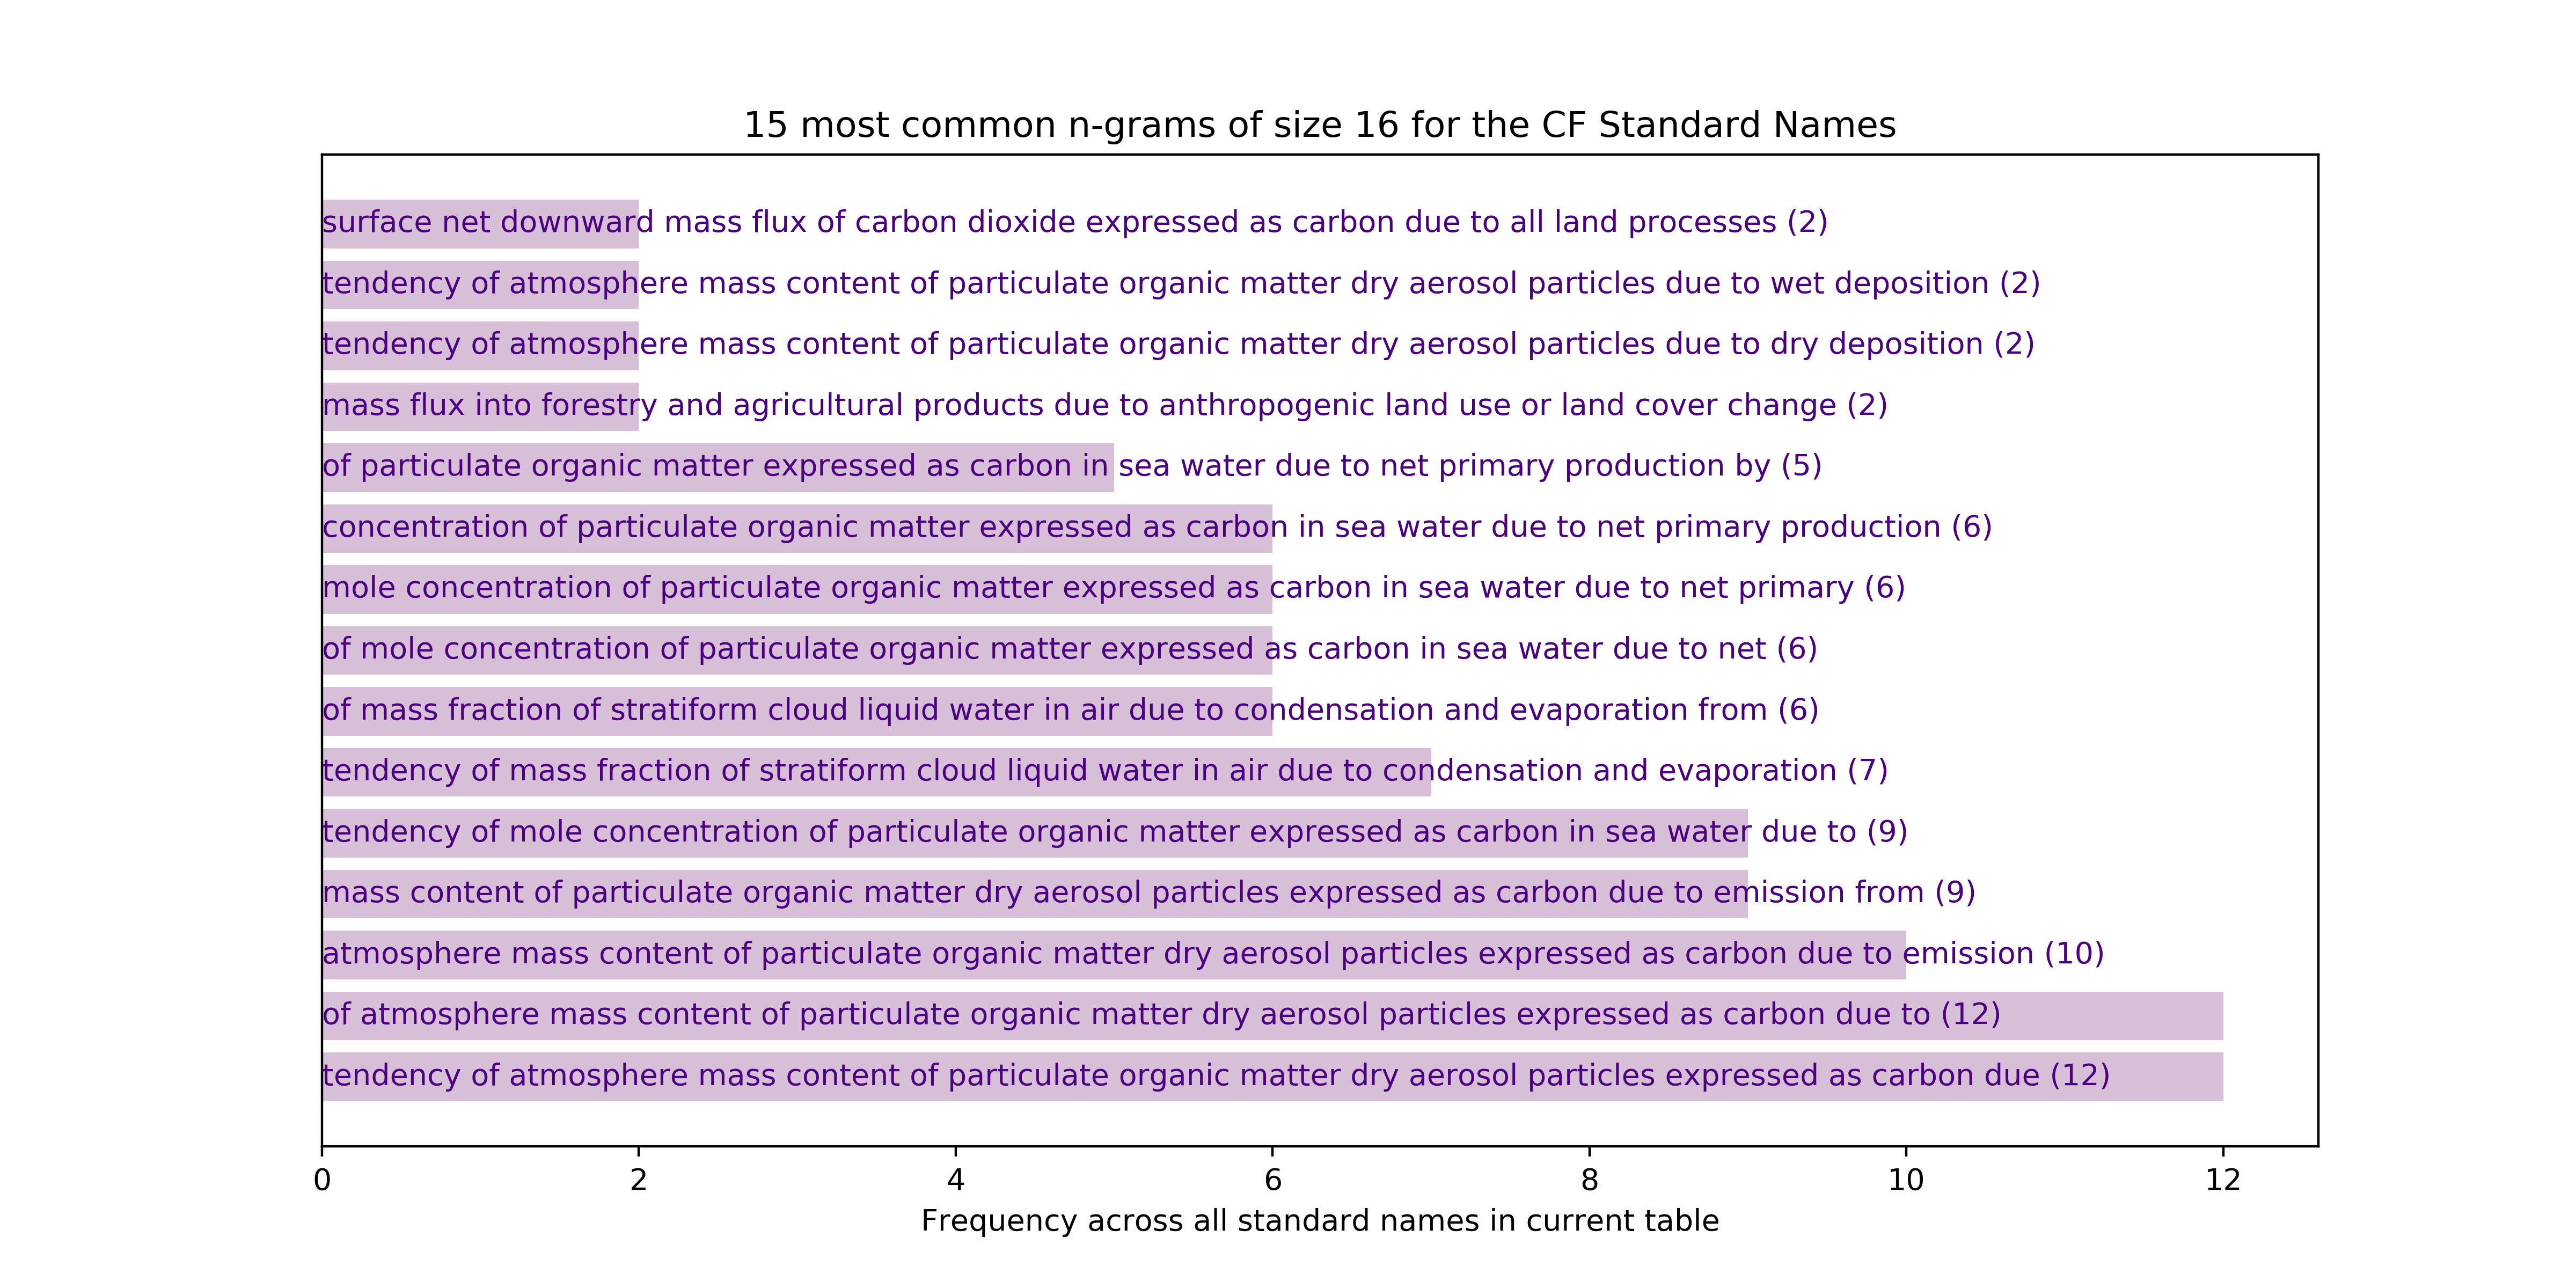 15 most common n-grams of size 16 for the CF Standard Names
surface net downward mass flux of carbon dioxide expressed as carbon due to all land processes (2)
tendency of atmosphere mass content of particulate organic matter dry aerosol particles due to wet deposition (2)
tendency of atmosphere mass content of particulate organic matter dry aerosol particles due to dry deposition (2)
mass flux into forestry and agricultural products due to anthropogenic land use or land cover change (2)
of particulate organic matter expressed as carbon in sea water due to net primary production by (5)
concentration of particulate organic matter expressed as carbon in sea water due to net primary production (6)
mole concentration of particulate organic matter expressed as carbon in sea water due to net primary (6)
of mole concentration of particulate organic matter expressed as carbon in sea water due to net (6)
of mass fraction of stratiform cloud liquid water in air due to condensation and evaporation from (6)
tendency of mass fraction of stratiform cloud liquid water in air due to condensation and evaporation (7)
tendency of mole concentration of particulate organic matter expressed as carbon in sea water due to (9)
mass content of particulate organic matter dry aerosol particles expressed as carbon due to emission from (9)
atmosphere mass content of particulate organic matter dry aerosol particles expressed as carbon due to emission (10)
of atmosphere mass content of particulate organic matter dry aerosol particles expressed as carbon due to (12)
tendency of atmosphere mass content of particulate organic matter dry aerosol particles expressed as carbon due (12)
0 2 4 6 8 10 12
Frequency across all standard names in current table